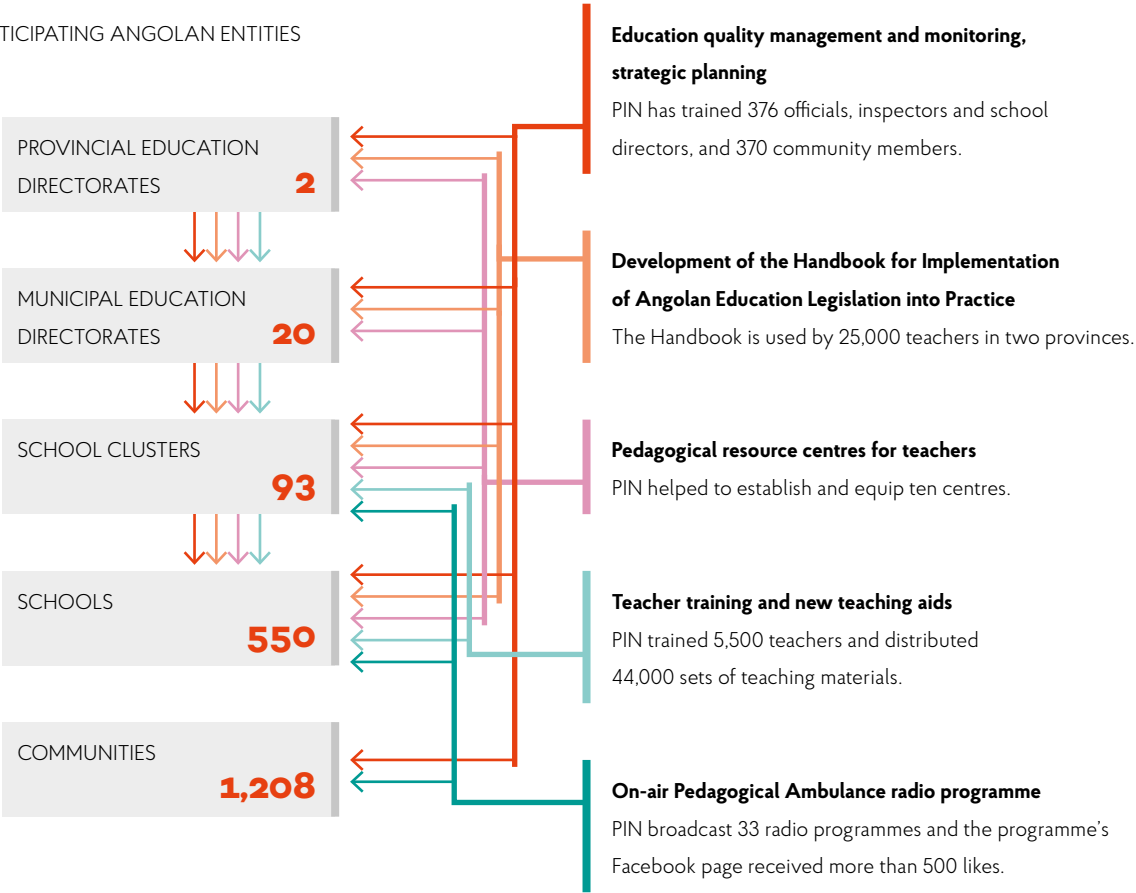 TICIPATING ANGOLAN ENTITIES
PROVINCIAL EDUCATION
DIRECTORATES 2
MUNICIPAL EDUCATION
DIRECTORATES 20
SCHOOL CLUSTERS
93
SCHOOLS
550
COMMUNITIES
1,208
Education quality management and monitoring,
strategic planning
PIN has trained 376 officials, inspectors and school
directors, and 370 community members.
Development of the Handbook for Implementation
of Angolan Education Legislation into Practice
The Handbook is used by 25,000 teachers in two provinces.
Pedagogical resource centres for teachers
PIN helped to establish and equip ten centres.
Teacher training and new teaching aids
PIN trained 5,500 teachers and distributed
44,000 sets of teaching materials.
On-air Pedagogical Ambulance radio programme
PIN broadcast 33 radio programmes and the programme’s
Facebook page received more than 500 likes.